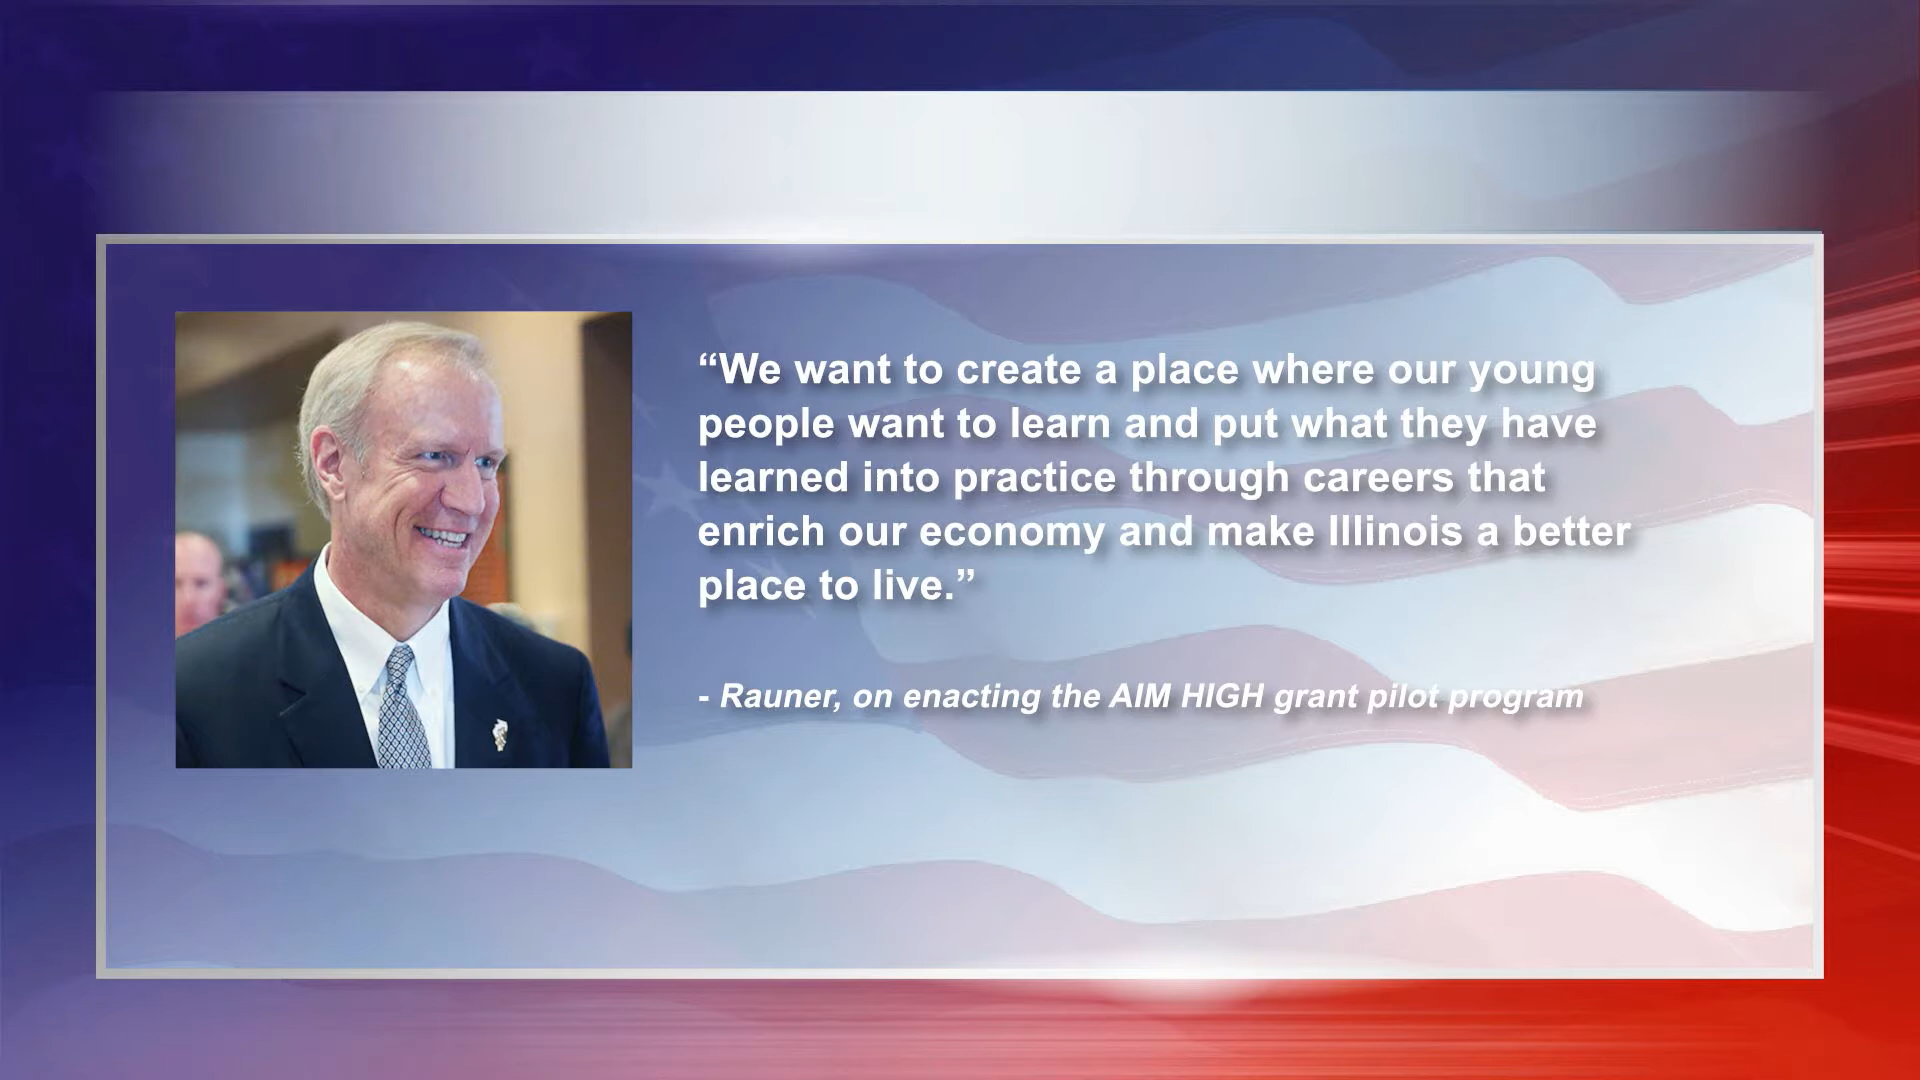 “We want to create a place where our young
people want to learn and put what they have
learned into practice through careers that
enrich our economy and make Illinois a better
place to live.”
- Rauner, on enacting the AIM HIGH grant pilot program